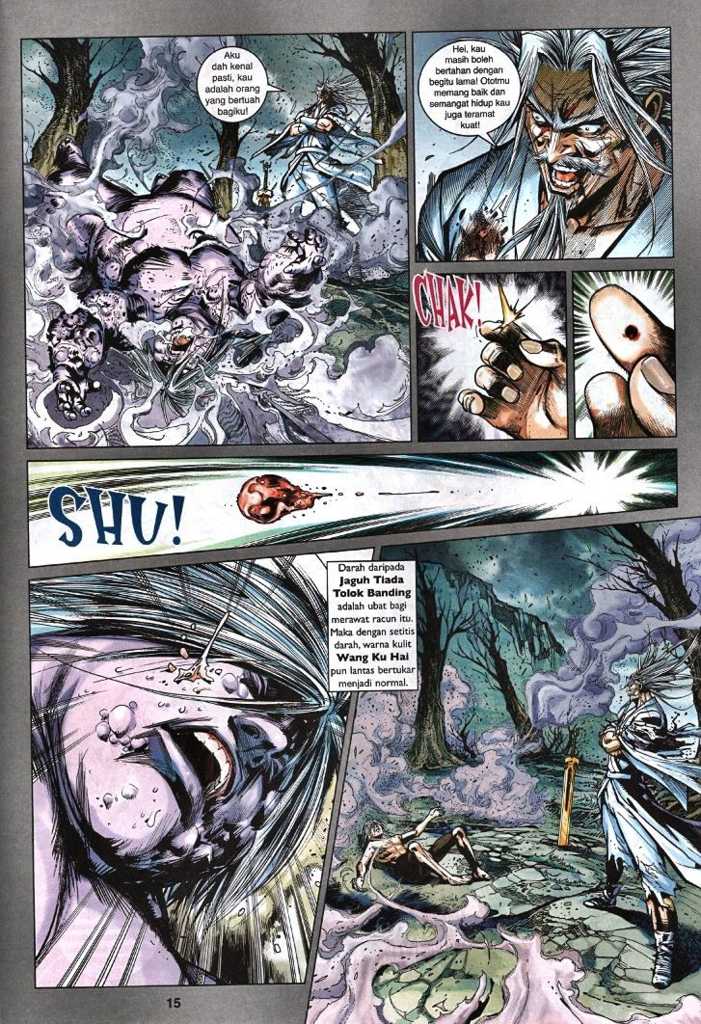 Aku
dah kenal
pasti, kau
adalah orang
yang bertuah
bagiku!
Hei, kau
masih boleh
bertahan dengan
begitu lama! Ototmu
memang baik dan
semangat hidup kau
juga teramat
kuat!
CHAK!
SHU!
Darah daripada
Jaguh Tiada
Tolok Banding
adalah ubat bagi
merawat racun itu.
Maka dengan setitis
darah, warna kulit
Wang Ku Hai
pun lantas bertukar
menjadi normal.
15